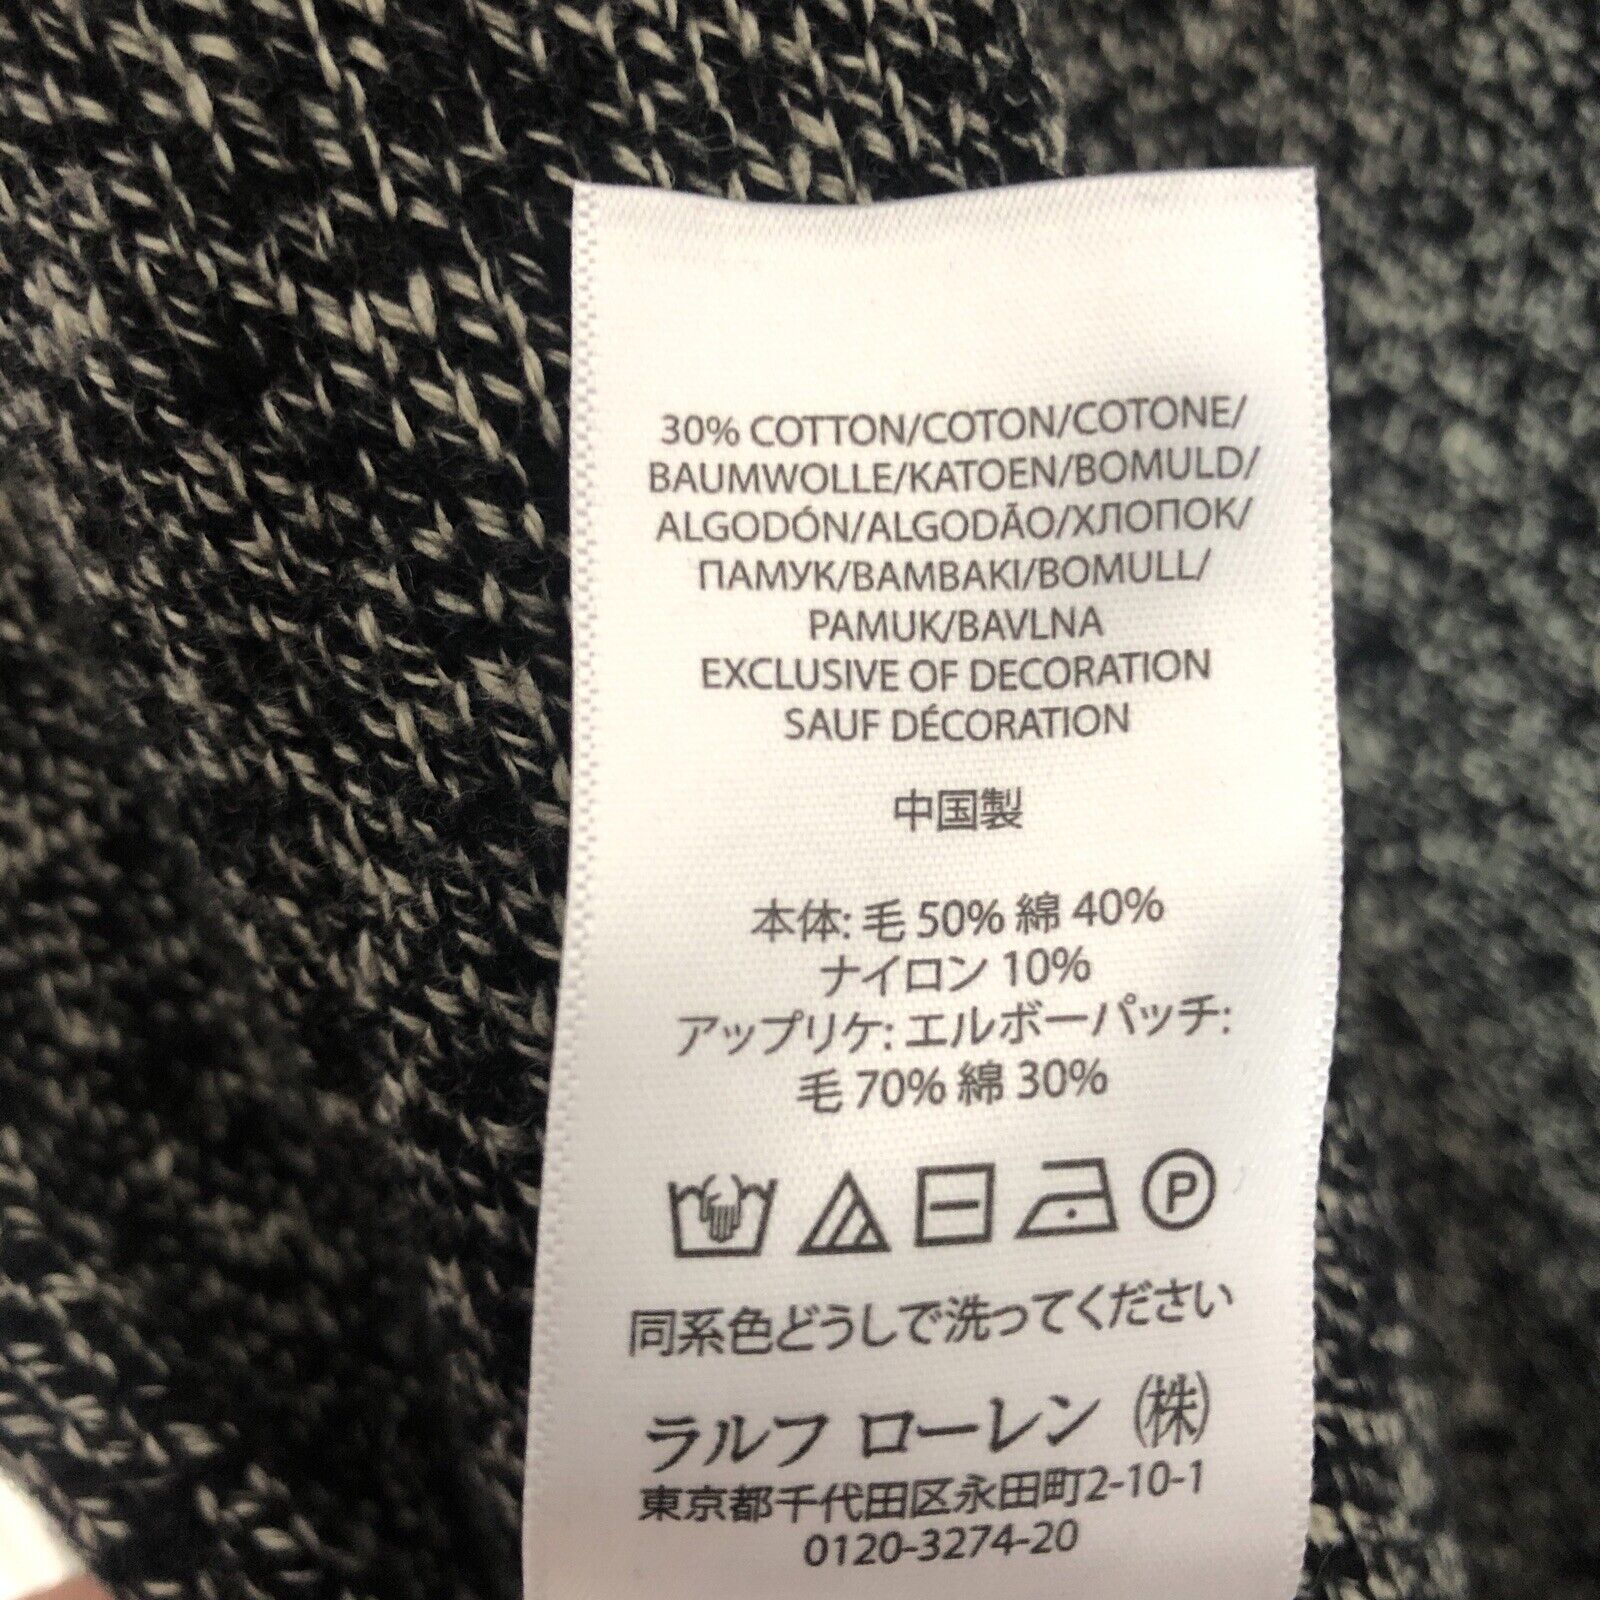 30% COTTON/COTON/COTONE/
BAUMWOLLE/KATOEN/BOMULD/
ALGODÓN/ALGODÃO/ХЛОПОК/
ПАМУК/BAMBAKI/BOMULL/
PAMUK/BAVLNA
EXCLUSIVE OF DECORATION
SAUF DÉCORATION
中国製
本体: 毛 50% 綿 40%
ナイロン 10%
アップリケ: エルボーパッチ:
毛 70% 綿 30%
P
同系色どうしで洗ってください
ラルフ ローレン (株)
東京都千代田区永田町2-10-1
0120-3274-20